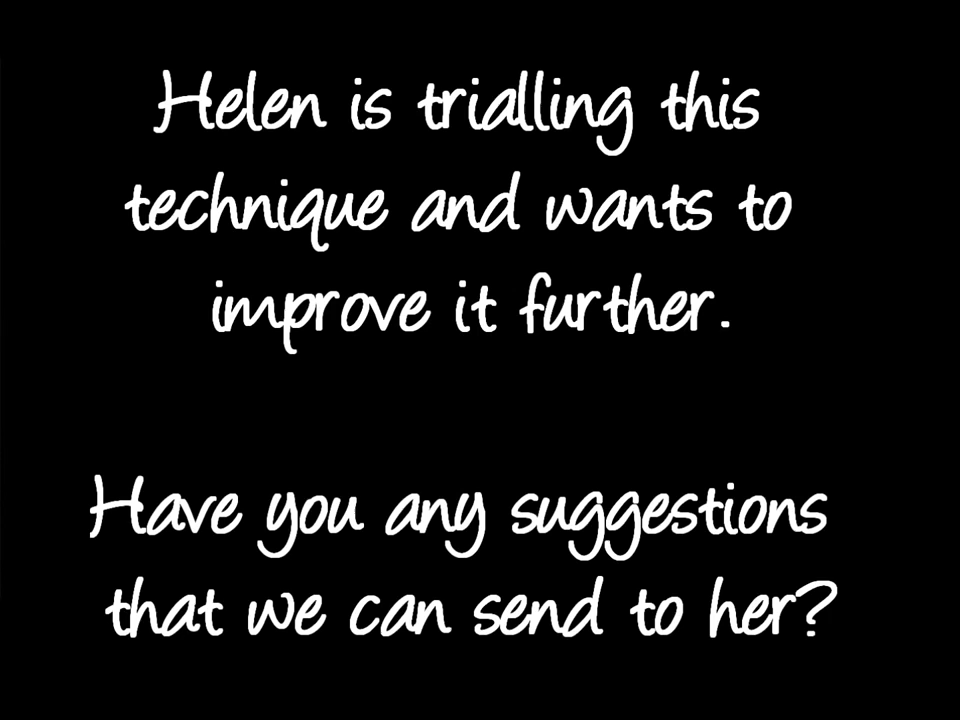 Helen is trialling this
technique and wants to
improve it further.
Have you any suggestions
that we can send to her?